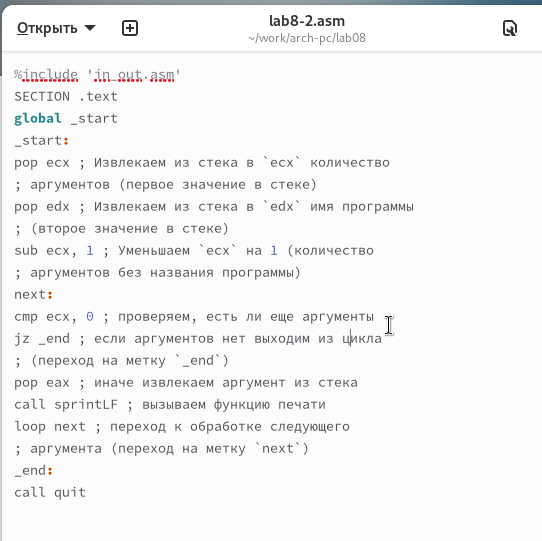 Открыть
lab8-2.asm
~/work/arch-pc/lab08
%include 'in_out.asm'
SECTION .text
global _start
_start:
pop ecx ; Извлекаем из стека в `ecx` количество
; аргументов (первое значение в стеке)
pop edx ; Извлекаем из стека в `edx` имя программы
; (второе значение в стеке)
sub ecx, 1 ; Уменьшаем `ecx` на 1 (количество
; аргументов без названия программы)
next:
cmp ecx, 0 ; проверяем, есть ли еще аргументы
jz _end ; если аргументов нет выходим из цикла
; (переход на метку `_end`)
pop eax ; иначе извлекаем аргумент из стека
call sprintLF ; вызываем функцию печати
loop next ; переход к обработке следующего
; аргумента (переход на метку `next`)
_end:
call quit